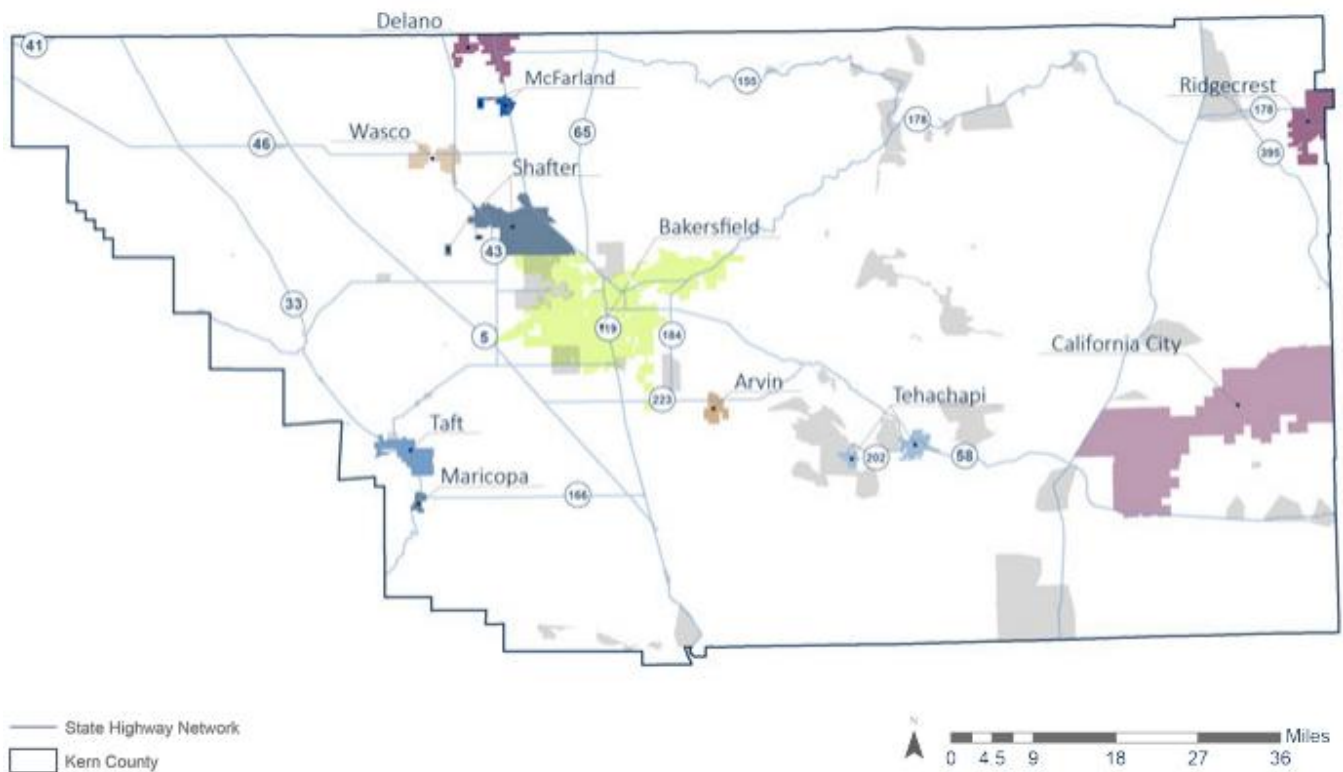 Delano
41
McFarland
155
Ridgecrest
178
65
178
Wasco
46
395
Shafter
Bakersfield
43
33
5
119
184
California City
Arvin
Tehachapi
223
Taft
202
58
Maricopa
166
State Highway Network
Kern County
N
Miles
0 4.5 9 18 27 36